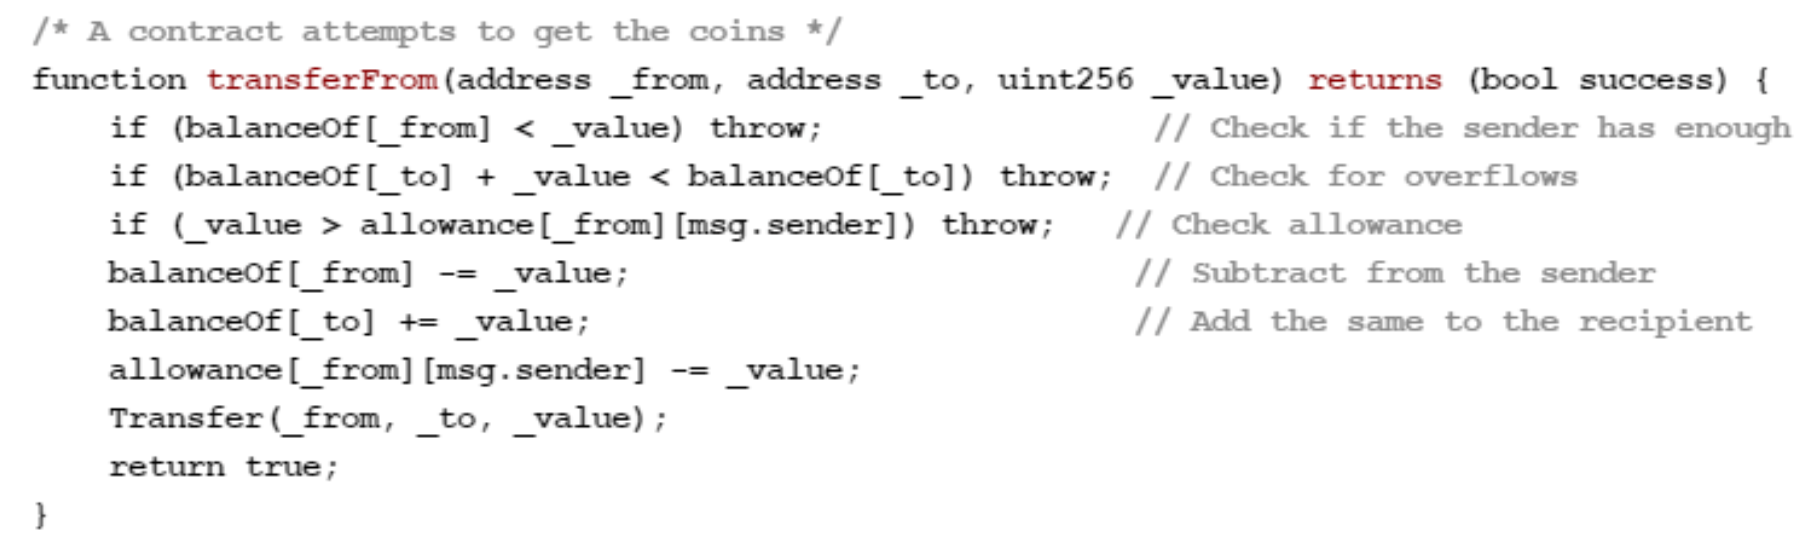 /* A contract attempts to get the coins */
function transferFrom(address _from, address _to, uint256 _value) returns (bool success) {
    if (balanceOf[_from] < _value) throw;                 // Check if the sender has enough
    if (balanceOf[_to] + _value < balanceOf[_to]) throw;  // Check for overflows
    if (_value > allowance[_from][msg.sender]) throw;   // Check allowance
    balanceOf[_from] -= _value;                          // Subtract from the sender
    balanceOf[_to] += _value;                            // Add the same to the recipient
    allowance[_from][msg.sender] -= _value;
    Transfer(_from, _to, _value);
    return true;
}